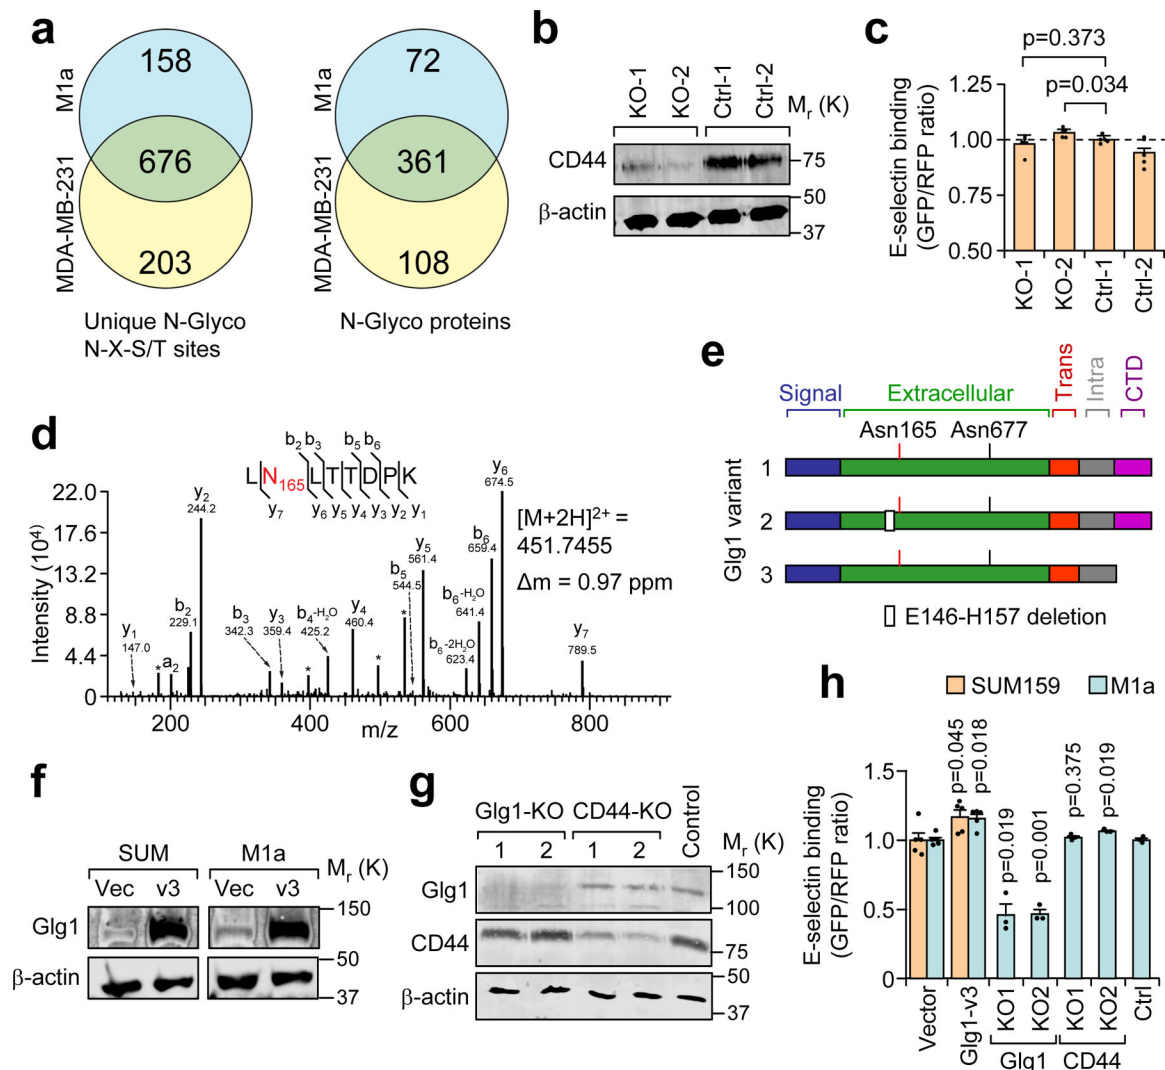 a
M1a
158
676
MDA-MB-231
203
Unique N-Glyco
N-X-S/T sites
M1a
72
361
108
N-Glyco proteins
b
KO-1
KO-2
Ctrl-1
Ctrl-2
Mr (K)
CD44
75
50
β-actin
37
c
p=0.373
p=0.034
E-selectin binding
(GFP/RFP ratio)
1.25
1.00
0.75
0.50
KO-1
KO-2
Ctrl-1
Ctrl-2
d
b2 b3 b5 b6
L N165 L T T D P K
y7 y6 y5 y4 y3 y2 y1
[M+2H]2+ =
451.7455
Δm = 0.97 ppm
Intensity (10⁴)
22.0
17.6
13.2
8.8
4.4
0
y1
147.0
*
a2
b2
229.1
y2
244.2
b3
342.3
y3
359.4
*
b4-H2O
425.2
y4
460.4
*
*
b5
544.5
y5
561.4
b6-2H2O
623.4
b6-H2O
641.4
b6
659.4
y6
674.5
y7
789.5
200
400
600
800
m/z
e
Signal
Extracellular
Trans
Intra
CTD
Asn165
Asn677
Glg1 variant
1
2
3
E146-H157 deletion
f
SUM
M1a
Vec
v3
Vec
v3
Mr (K)
150
Glg1
50
β-actin
37
g
Glg1-KO
CD44-KO
Control
1
2
1
2
Mr (K)
150
Glg1
100
CD44
75
50
β-actin
37
h
SUM159
M1a
E-selectin binding
(GFP/RFP ratio)
1.5
1.0
0.5
0
p=0.045
p=0.018
p=0.019
p=0.001
p=0.375
p=0.019
Vector
Glg1-v3
KO1
KO2
KO1
KO2
Ctrl
Glg1
CD44